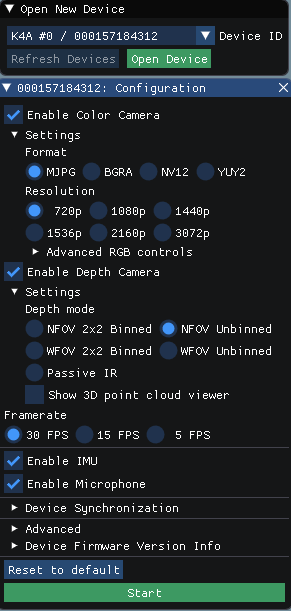 Open New Device
K4A #0 / 000157184312 Device ID
Refresh Devices Open Device
000157184312: Configuration
Enable Color Camera
Settings
Format
MJPG BGRA NV12 YUY2
Resolution
720p 1080p 1440p
1536p 2160p 3072p
Advanced RGB controls
Enable Depth Camera
Settings
Depth mode
NFOV 2x2 Binned NFOV Unbinned
WFOV 2x2 Binned WFOV Unbinned
Passive IR
Show 3D point cloud viewer
Framerate
30 FPS 15 FPS 5 FPS
Enable IMU
Enable Microphone
Device Synchronization
Advanced
Device Firmware Version Info
Reset to default
Start